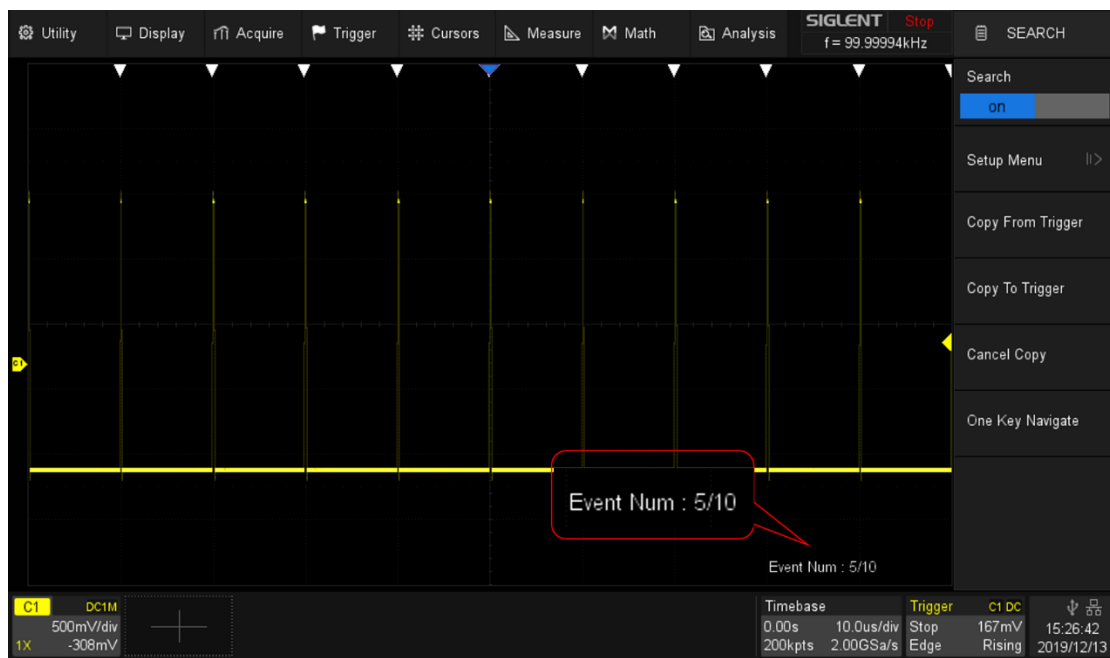 Utility Display Acquire Trigger Cursors Measure Math Analysis
SIGLENT Stop
f = 99.99994kHz
SEARCH
Search
on
Setup Menu
Copy From Trigger
Copy To Trigger
Cancel Copy
One Key Navigate
C1
Event Num : 5/10
Event Num : 5/10
C1 DC1M
500mV/div
1X -308mV
Timebase
0.00s 10.0us/div
200kpts 2.00GSa/s
Trigger C1 DC
Stop 167mV
Edge Rising
15:26:42
2019/12/13